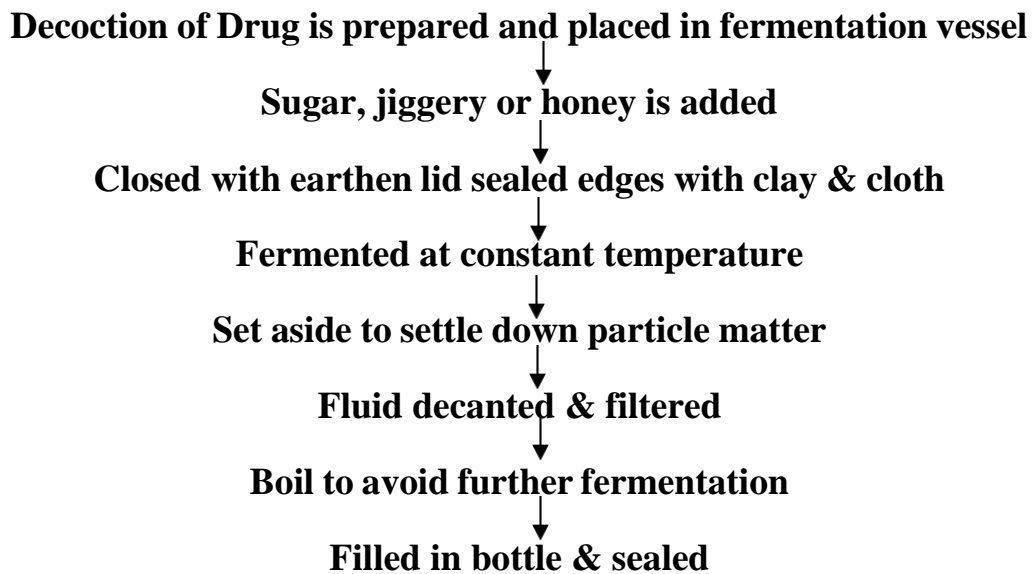 Decoction of Drug is prepared and placed in fermentation vessel
Sugar, jiggery or honey is added
Closed with earthen lid sealed edges with clay & cloth
Fermented at constant temperature
Set aside to settle down particle matter
Fluid decanted & filtered
Boil to avoid further fermentation
Filled in bottle & sealed